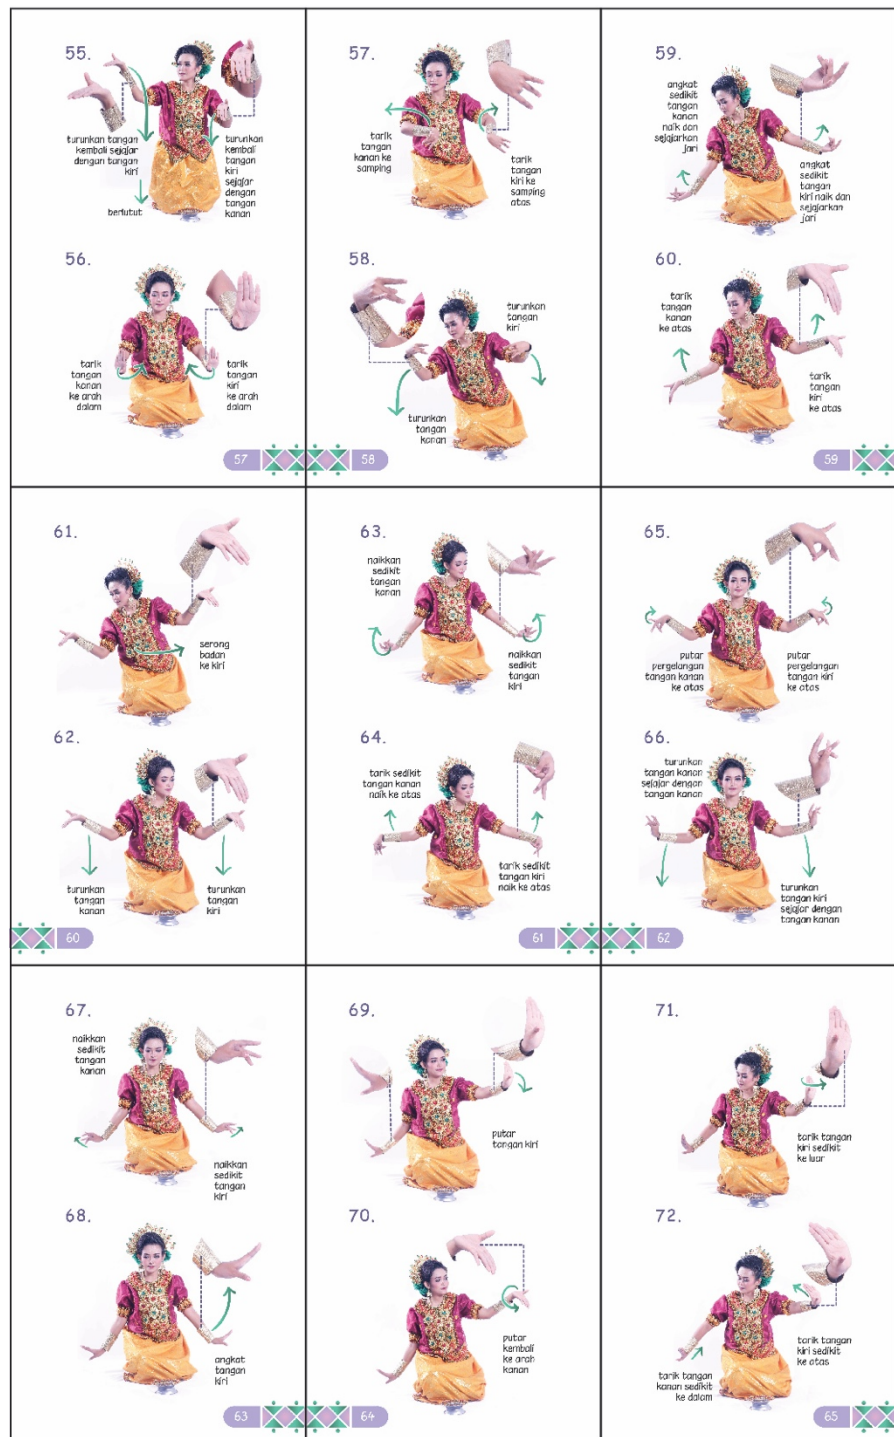 55.
turunkan tangan
kembali sejajar
dengan tangan
kiri
berlutut
turunkan
kembali
tangan
kiri
sejajar
dengan
tangan
kanan
56.
tarik
tangan
kanan
ke arah
dalam
tarik
tangan
kiri
ke arah
dalam
57
57.
tarik
tangan
kanan ke
samping
tarik
tangan
kiri ke
samping
atas
58.
turunkan
tangan
kiri
turunkan
tangan
kanan
58
59.
angkat
sedikit
tangan
kanan
naik dan
sejajarkan
jari
angkat
sedikit
tangan
kiri naik dan
sejajarkan
jari
60.
tarik
tangan
kanan
ke atas
tarik
tangan
kiri
ke atas
59
61.
serong
badan
ke kiri
62.
turunkan
tangan
kanan
turunkan
tangan
kiri
60
63.
naikkan
sedikit
tangan
kanan
naikkan
sedikit
tangan
kiri
64.
tarik sedikit
tangan kanan
naik ke atas
tarik sedikit
tangan kiri
naik ke atas
61
65.
putar
pergelangan
tangan kanan
ke atas
putar
pergelangan
tangan kiri
ke atas
66.
turunkan
tangan kanan
sejajar dengan
tangan kanan
turunkan
tangan kiri
sejajar dengan
tangan kanan
62
67.
naikkan
sedikit
tangan
kanan
naikkan
sedikit
tangan
kiri
68.
angkat
tangan
kiri
63
69.
putar
tangan kiri
70.
putar
kembali
ke arah
kanan
64
71.
tarik tangan
kiri sedikit
ke luar
72.
tarik tangan
kiri sedikit
ke atas
tarik tangan
kanan sedikit
ke dalam
65